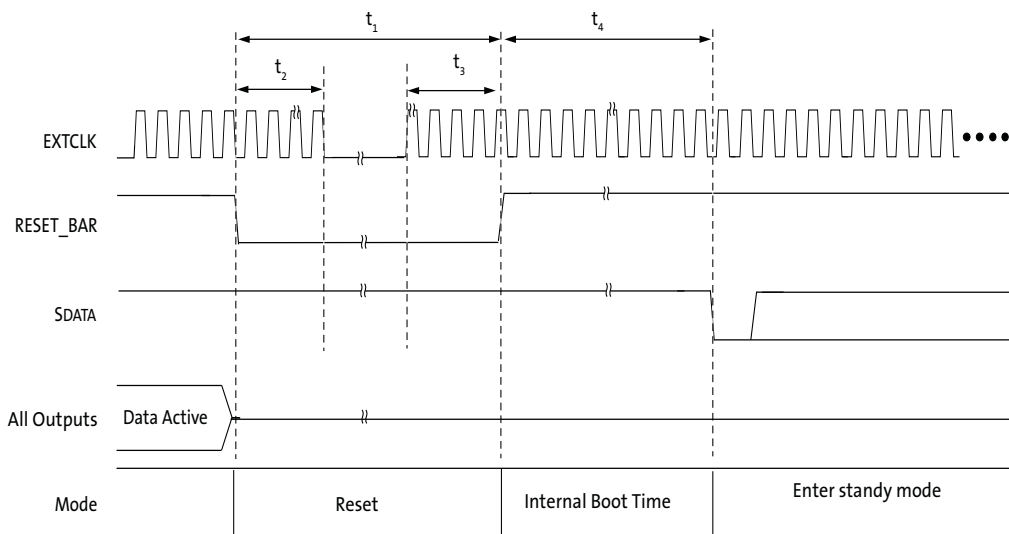 t1
t4
t2
t3
EXTCLK
RESET_BAR
SDATA
All Outputs
Data Active
Mode
Reset
Internal Boot Time
Enter standy mode